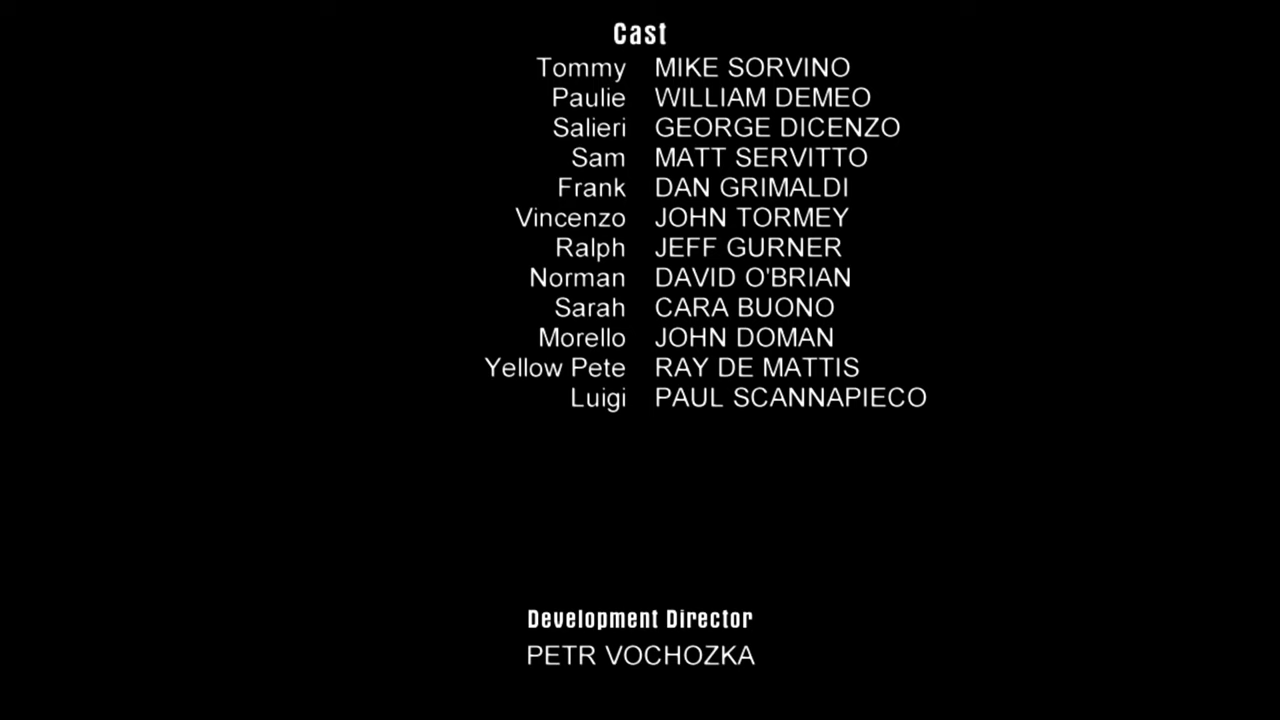 Cast
Tommy MIKE SORVINO
Paulie WILLIAM DEMEO
Salieri GEORGE DICENZO
Sam MATT SERVITTO
Frank DAN GRIMALDI
Vincenzo JOHN TORMEY
Ralph JEFF GURNER
Norman DAVID O'BRIAN
Sarah CARA BUONO
Morello JOHN DOMAN
Yellow Pete RAY DE MATTIS
Luigi PAUL SCANNAPIECO
Development Director
PETR VOCHOZKA